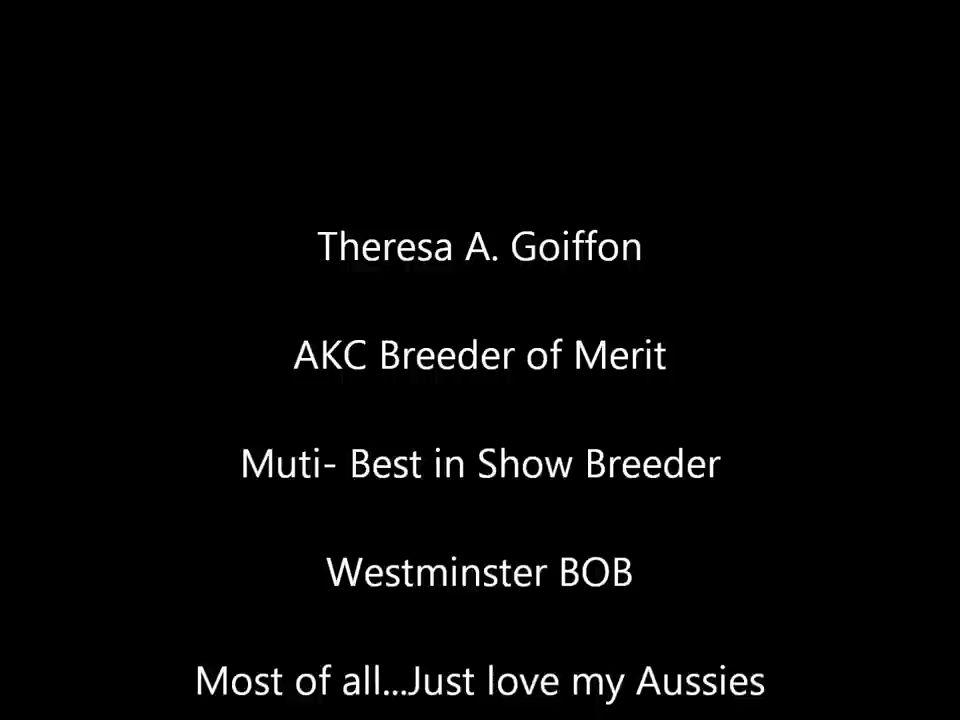 Theresa A. Goiffon
AKC Breeder of Merit
Muti- Best in Show Breeder
Westminster BOB
Most of all...Just love my Aussies